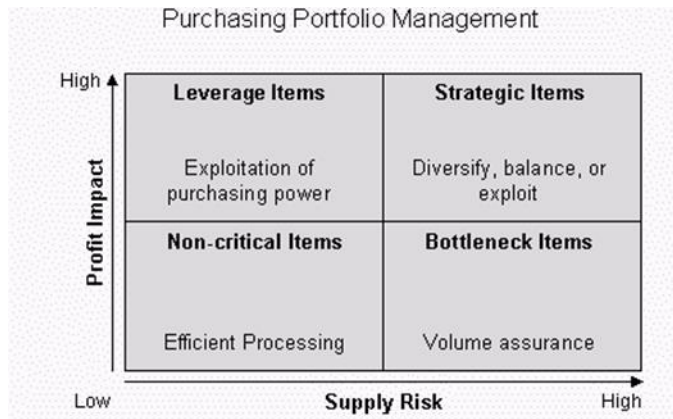 Purchasing Portfolio Management
High
Leverage Items
Strategic Items
Exploitation of
purchasing power
Diversify, balance, or
exploit
Profit Impact
Non-critical Items
Bottleneck Items
Efficient Processing
Volume assurance
Low
Supply Risk
High